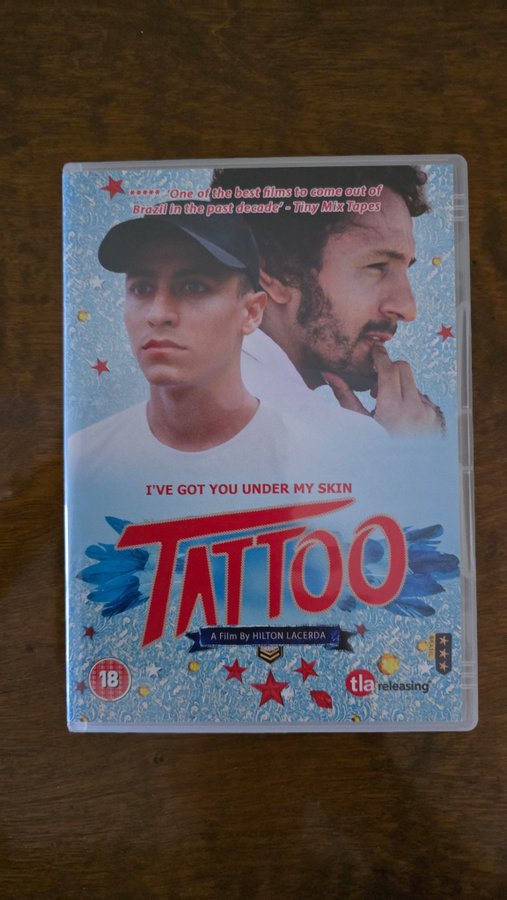 ***** 'One of the best films to come out of
Brazil in the past decade' - Tiny Mix Tapes
I'VE GOT YOU UNDER MY SKIN
TATTOO
A Film By HILTON LACERDA
18
tla releasing